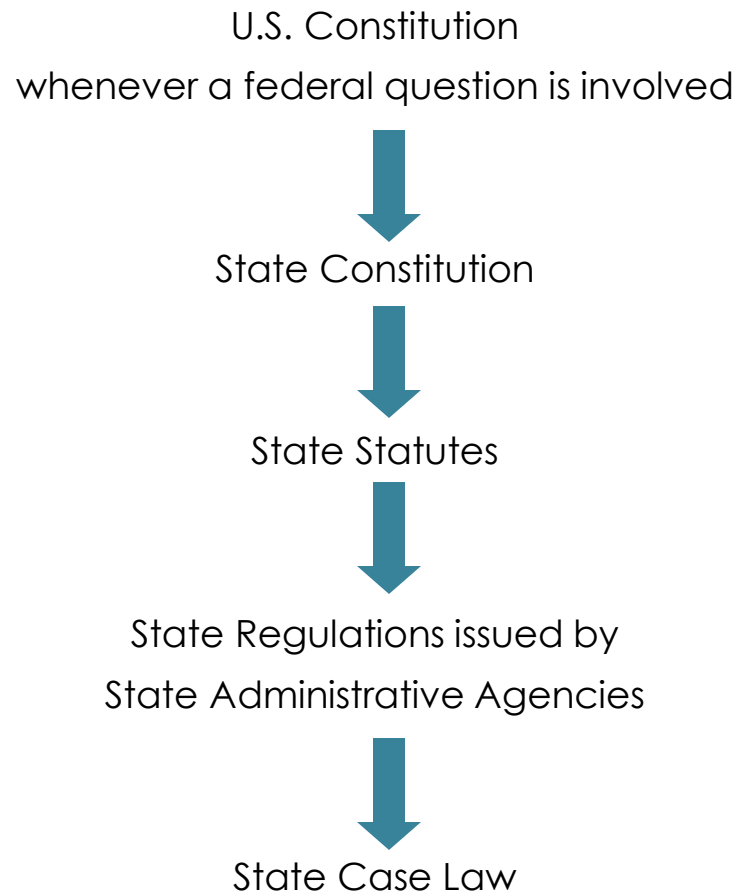 U.S. Constitution
whenever a federal question is involved
State Constitution
State Statutes
State Regulations issued by
State Administrative Agencies
State Case Law